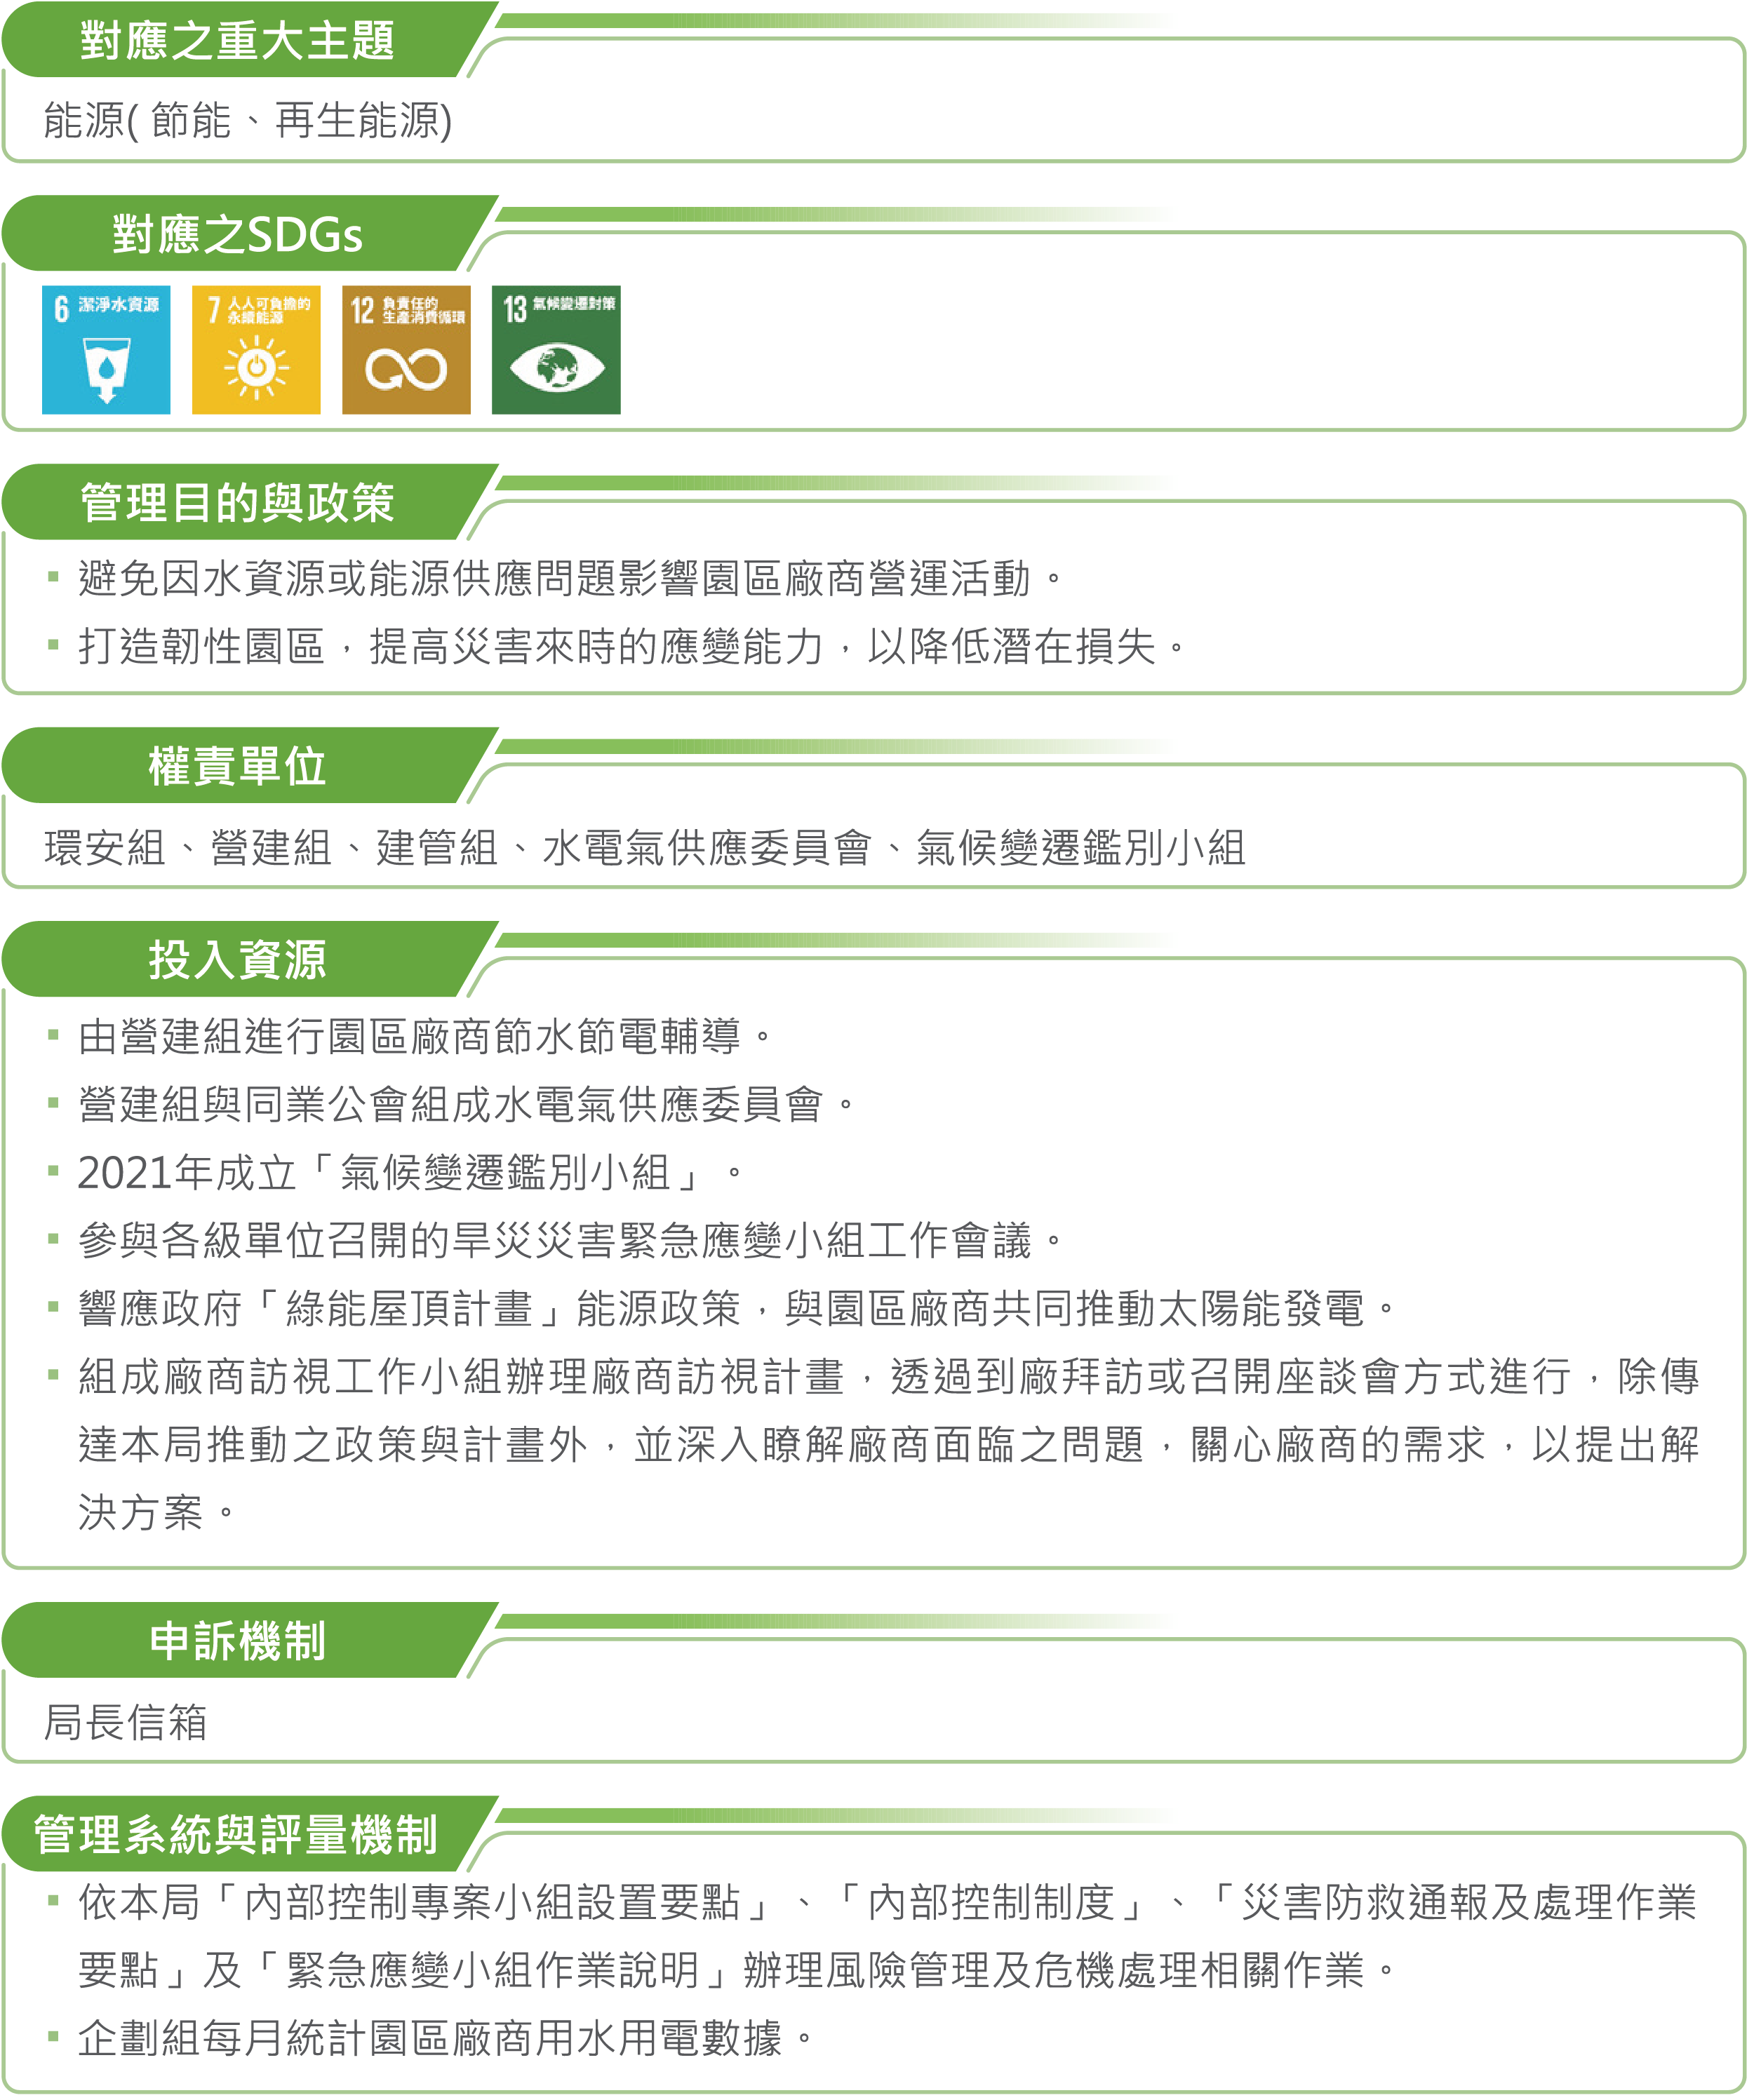 對應之重大主題
能源( 節能、再生能源)
對應之SDGs
6 潔淨水資源
7 人人可負擔的
永續能源
12 負責任的
生產消費循環
13 氣候變遷對策
管理目的與政策
▪ 避免因水資源或能源供應問題影響園區廠商營運活動。
▪ 打造韌性園區，提高災害來時的應變能力，以降低潛在損失。
權責單位
環安組、營建組、建管組、水電氣供應委員會、氣候變遷鑑別小組
投入資源
▪ 由營建組進行園區廠商節水節電輔導。
▪ 營建組與同業公會組成水電氣供應委員會。
▪ 2021年成立「氣候變遷鑑別小組」。
▪ 參與各級單位召開的旱災災害緊急應變小組工作會議。
▪ 響應政府「綠能屋頂計畫」能源政策，與園區廠商共同推動太陽能發電。
▪ 組成廠商訪視工作小組辦理廠商訪視計畫，透過到廠拜訪或召開座談會方式進行，除傳
達本局推動之政策與計畫外，並深入瞭解廠商面臨之問題，關心廠商的需求，以提出解
決方案。
申訴機制
局長信箱
管理系統與評量機制
▪ 依本局「內部控制專案小組設置要點」、「內部控制制度」、「災害防救通報及處理作業
要點」及「緊急應變小組作業說明」辦理風險管理及危機處理相關作業。
▪ 企劃組每月統計園區廠商用水用電數據。